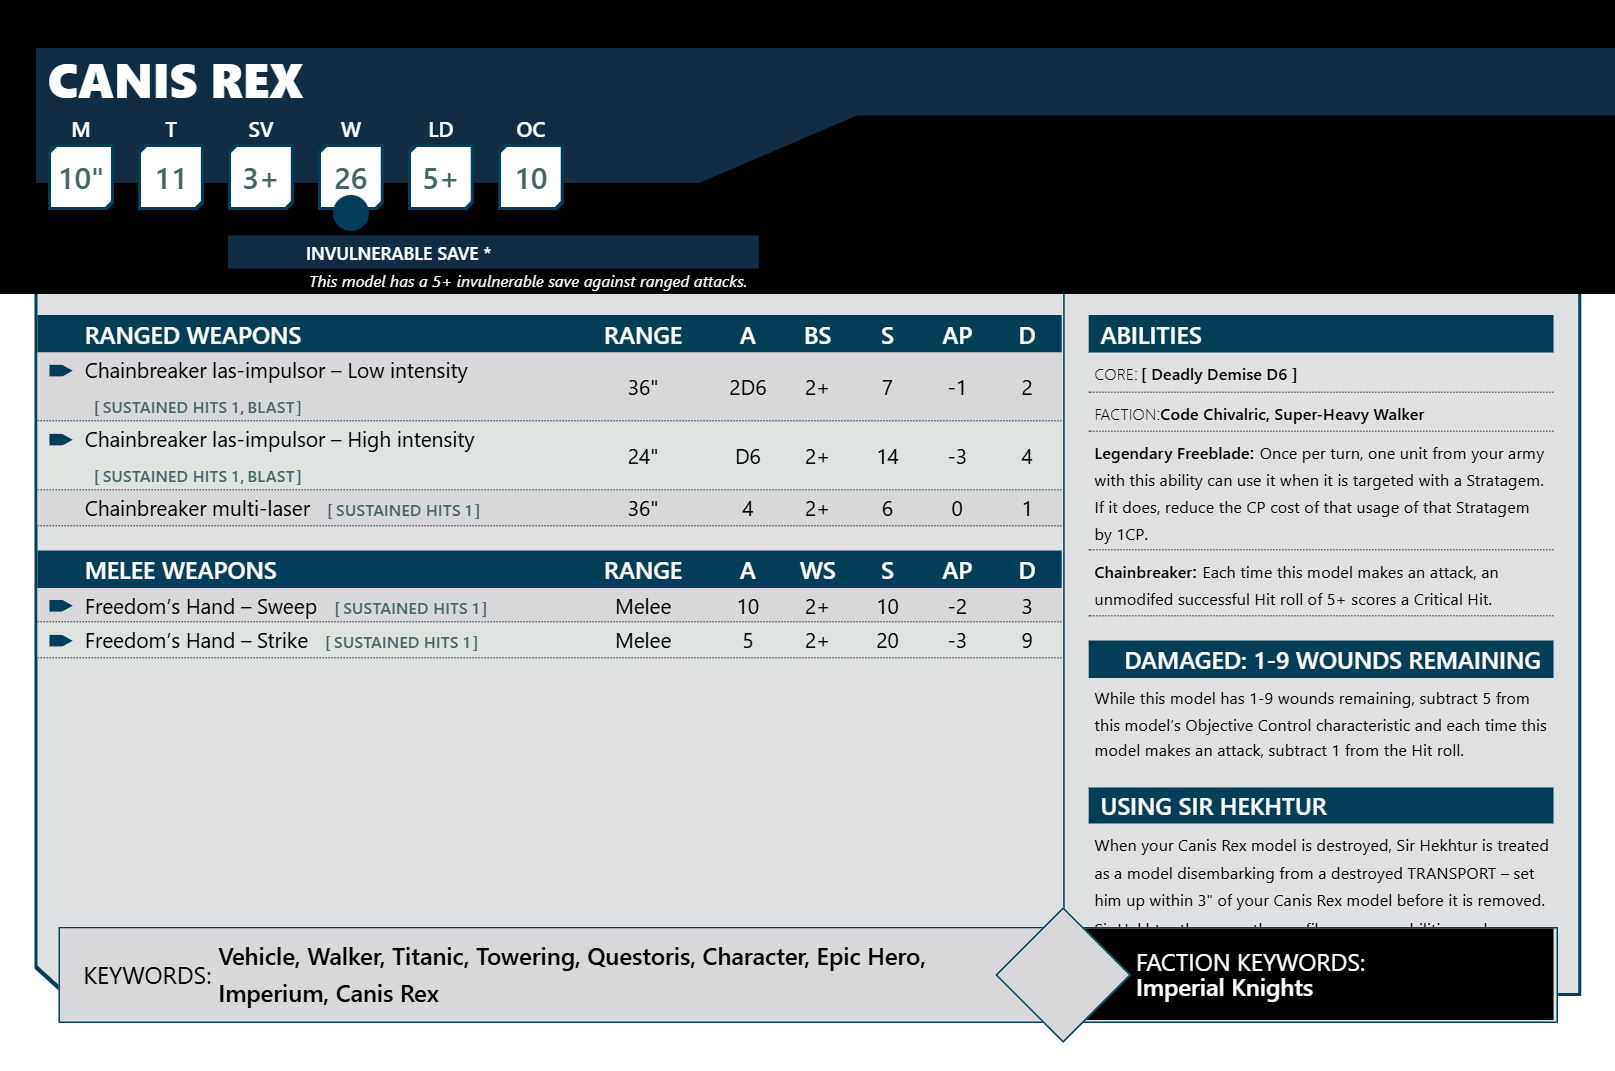 CANIS REX
M T SV W LD OC
10" 11 3+ 26 5+ 10
INVULNERABLE SAVE *
This model has a 5+ invulnerable save against ranged attacks.
RANGED WEAPONS RANGE A BS S AP D
Chainbreaker las-impulsor – Low intensity
[ SUSTAINED HITS 1, BLAST] 36" 2D6 2+ 7 -1 2
Chainbreaker las-impulsor – High intensity
[ SUSTAINED HITS 1, BLAST] 24" D6 2+ 14 -3 4
Chainbreaker multi-laser [ SUSTAINED HITS 1] 36" 4 2+ 6 0 1
MELEE WEAPONS RANGE A WS S AP D
Freedom’s Hand – Sweep [ SUSTAINED HITS 1] Melee 10 2+ 10 -2 3
Freedom’s Hand – Strike [ SUSTAINED HITS 1] Melee 5 2+ 20 -3 9
ABILITIES
CORE: [ Deadly Demise D6 ]
FACTION:Code Chivalric, Super-Heavy Walker
Legendary Freeblade: Once per turn, one unit from your army
with this ability can use it when it is targeted with a Stratagem.
If it does, reduce the CP cost of that usage of that Stratagem
by 1CP.
Chainbreaker: Each time this model makes an attack, an
unmodifed successful Hit roll of 5+ scores a Critical Hit.
DAMAGED: 1-9 WOUNDS REMAINING
While this model has 1-9 wounds remaining, subtract 5 from
this model’s Objective Control characteristic and each time this
model makes an attack, subtract 1 from the Hit roll.
USING SIR HEKHTUR
When your Canis Rex model is destroyed, Sir Hekhtur is treated
as a model disembarking from a destroyed TRANSPORT – set
him up within 3" of your Canis Rex model before it is removed.
KEYWORDS: Vehicle, Walker, Titanic, Towering, Questoris, Character, Epic Hero,
Imperium, Canis Rex
FACTION KEYWORDS:
Imperial Knights